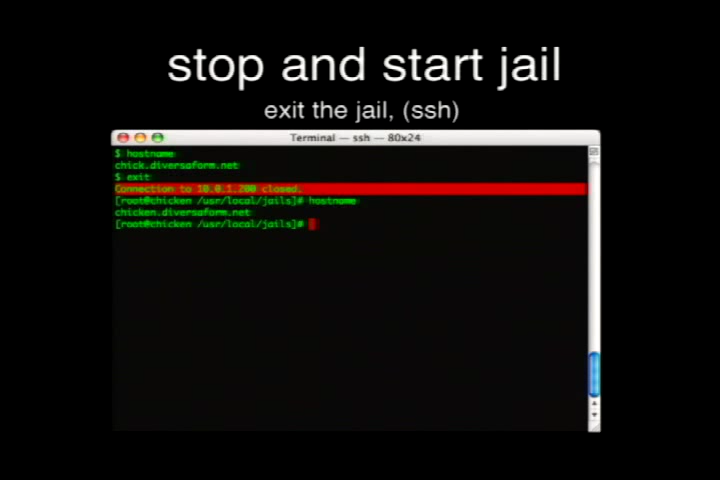 stop and start jail
exit the jail, (ssh)
Terminal — ssh — 80x24
$ hostname
chick.diversaform.net
$ exit
Connection to 10.0.1.200 closed.
[root@chicken /usr/local/jails]# hostname
chicken.diversaform.net
[root@chicken /usr/local/jails]#